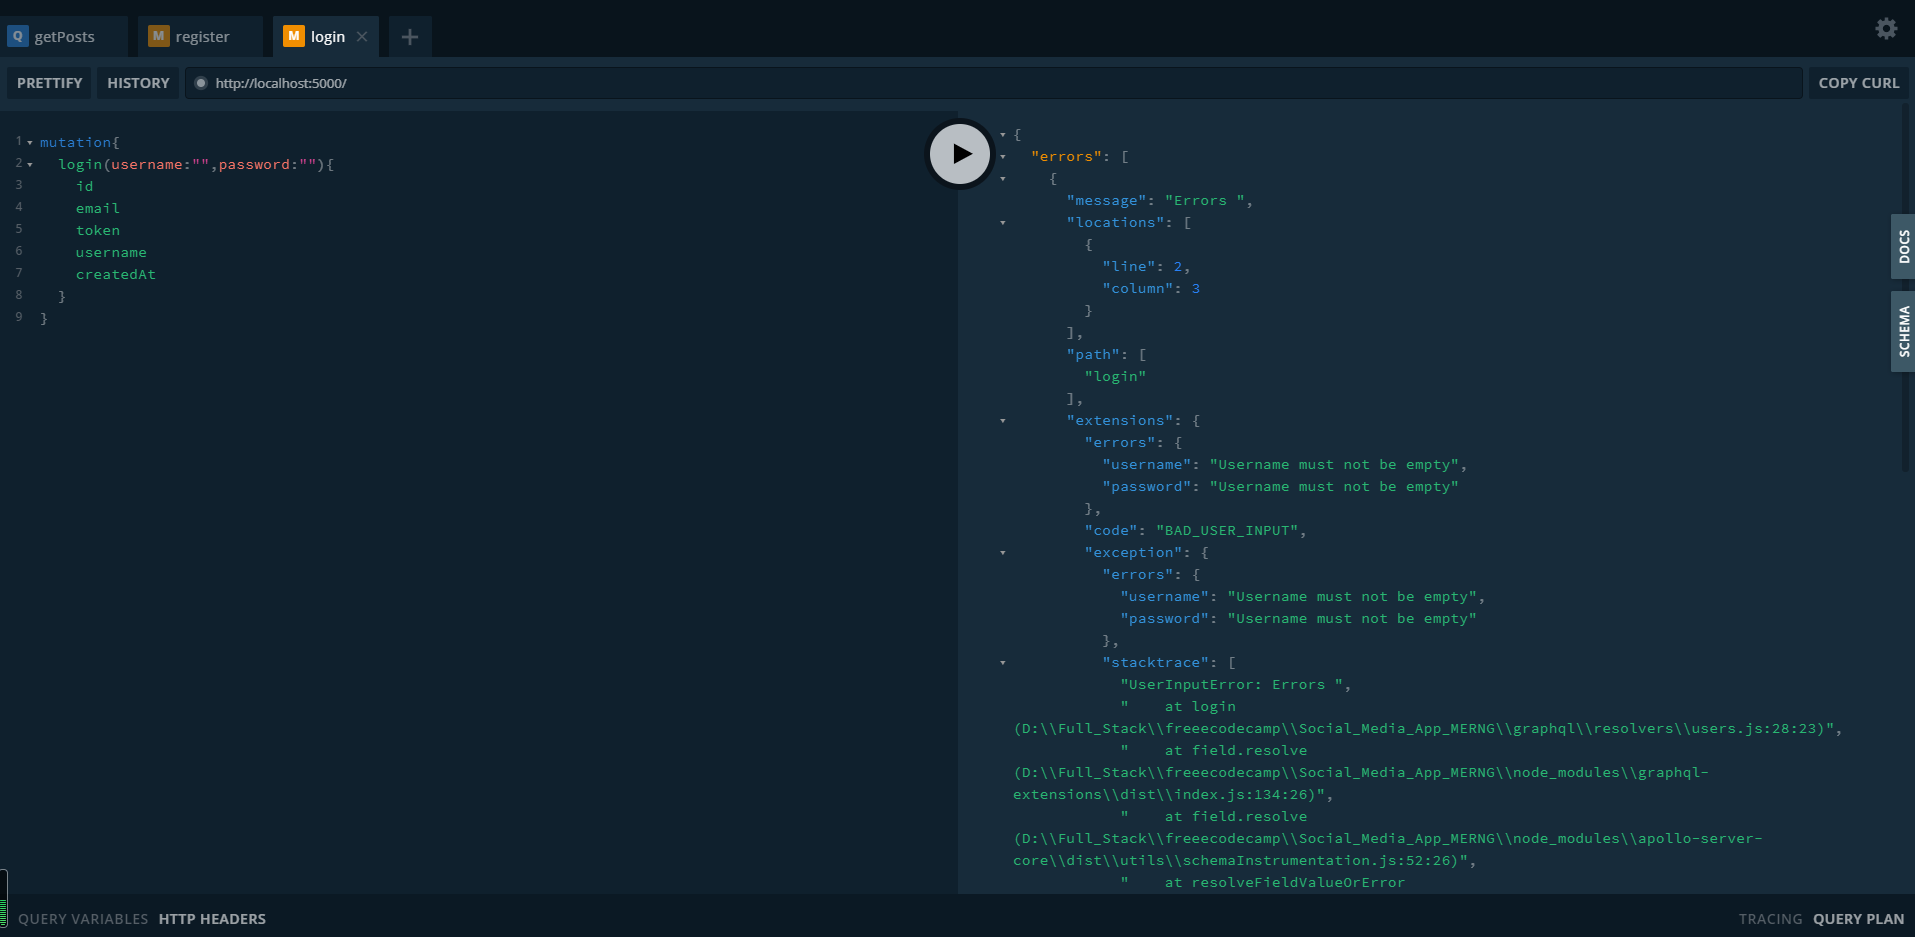 Q getPosts
M register
M login
PRETTIFY
HISTORY
http://localhost:5000/
COPY CURL
1 mutation{
2 login(username:"",password:""){
3 id
4 email
5 token
6 username
7 createdAt
8 }
9 }
{
"errors": [
{
"message": "Errors ",
"locations": [
{
"line": 2,
"column": 3
}
],
"path": [
"login"
],
"extensions": {
"errors": {
"username": "Username must not be empty",
"password": "Username must not be empty"
},
"code": "BAD_USER_INPUT",
"exception": {
"errors": {
"username": "Username must not be empty",
"password": "Username must not be empty"
},
"stacktrace": [
"UserInputError: Errors ",
"    at login
(D:\\Full_Stack\\freeecodecamp\\Social_Media_App_MERNG\\graphql\\resolvers\\users.js:28:23)",
"    at field.resolve
(D:\\Full_Stack\\freeecodecamp\\Social_Media_App_MERNG\\node_modules\\graphql-
extensions\\dist\\index.js:134:26)",
"    at field.resolve
(D:\\Full_Stack\\freeecodecamp\\Social_Media_App_MERNG\\node_modules\\apollo-server-
core\\dist\\utils\\schemaInstrumentation.js:52:26)",
"    at resolveFieldValueOrError
DOCS
SCHEMA
QUERY VARIABLES
HTTP HEADERS
TRACING
QUERY PLAN